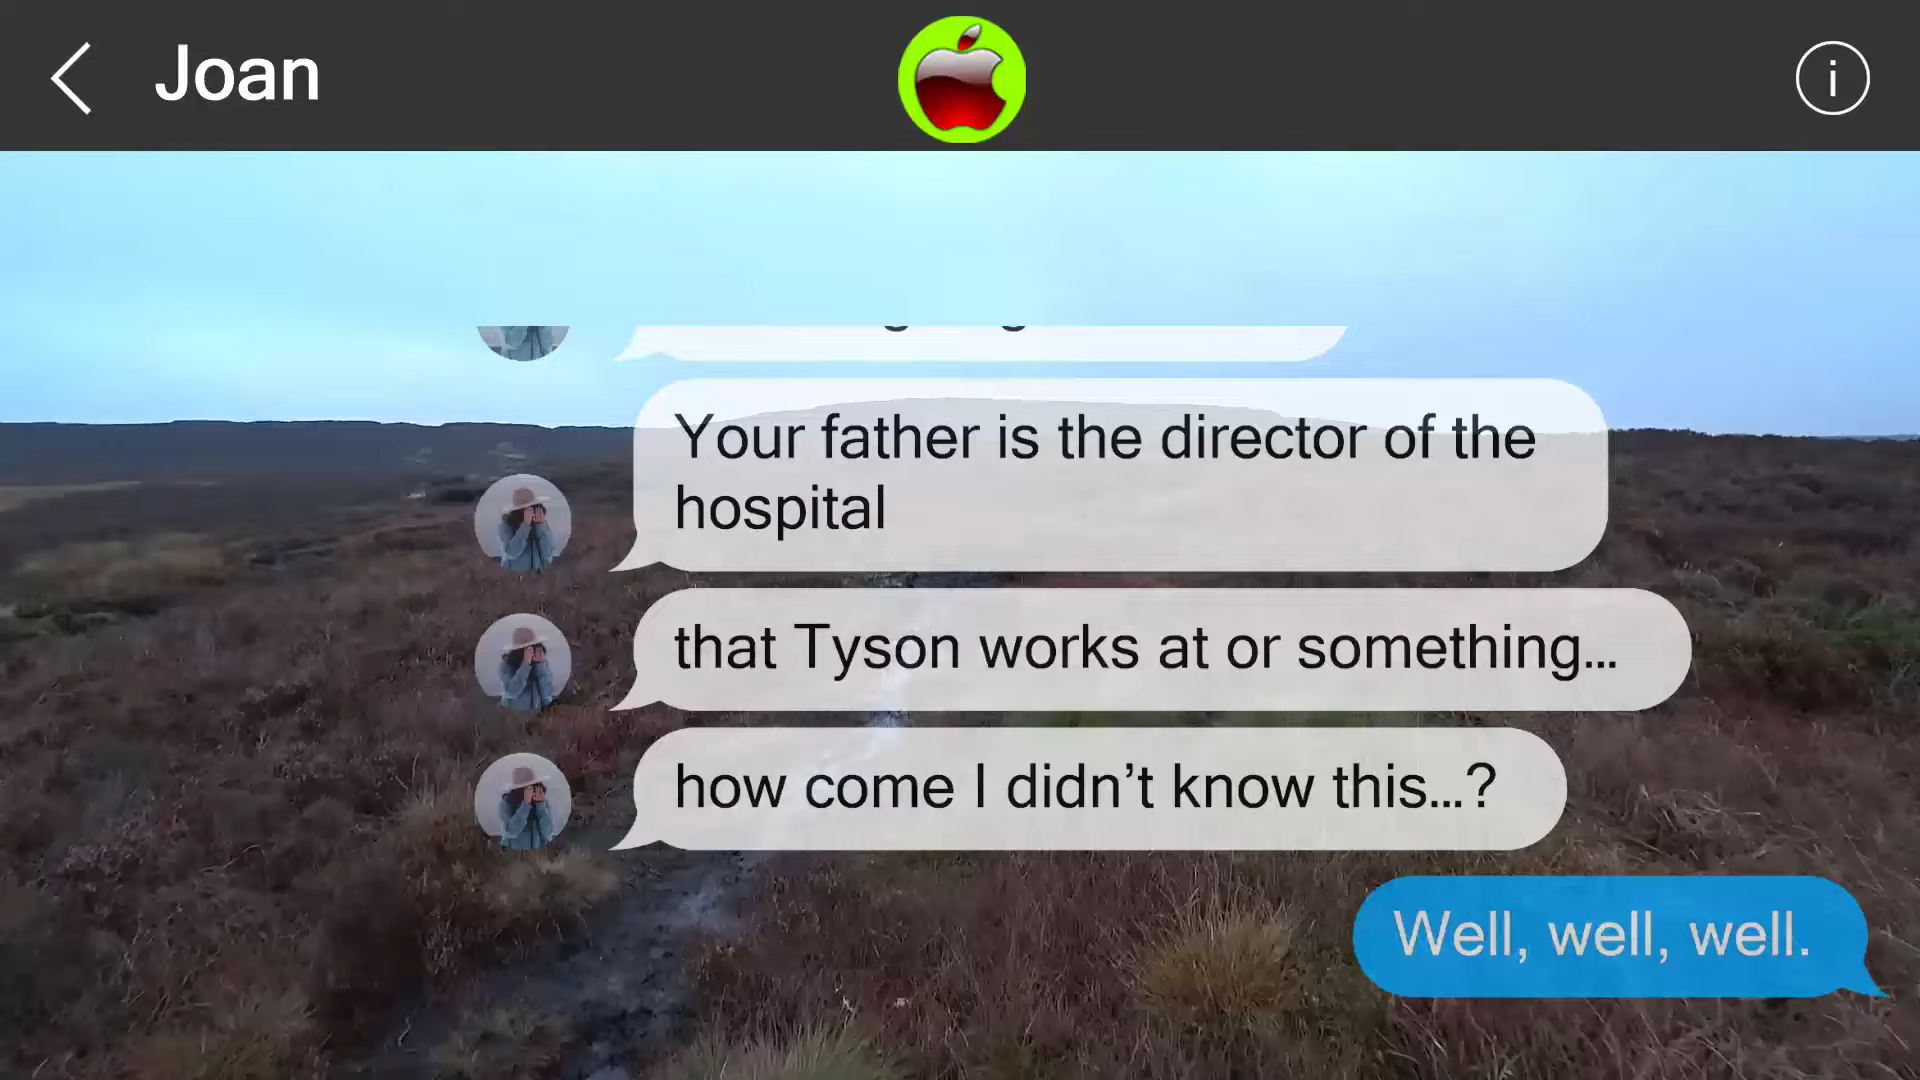 Joan
Your father is the director of the
hospital
that Tyson works at or something...
how come I didn't know this...?
Well, well, well.